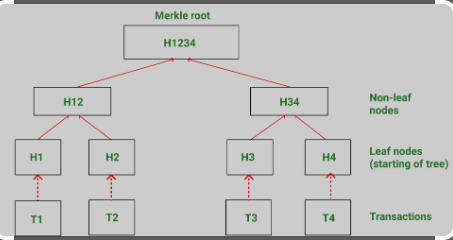 Merkle root
H1234
H12
H34
Non-leaf
nodes
H1
H2
H3
H4
Leaf nodes
(starting of tree)
T1
T2
T3
T4
Transactions